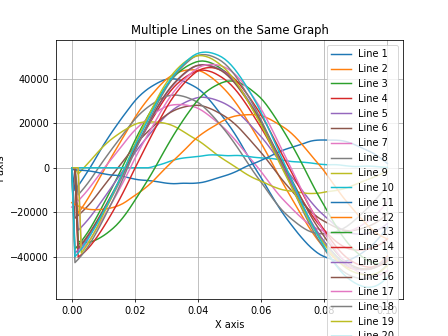 Multiple Lines on the Same Graph
40000
20000
0
−20000
−40000
0.00
0.02
0.04
0.06
0.08
X axis
axis
Line 1
Line 2
Line 3
Line 4
Line 5
Line 6
Line 7
Line 8
Line 9
Line 10
Line 11
Line 12
Line 13
Line 14
Line 15
Line 16
Line 17
Line 18
Line 19
Line 20